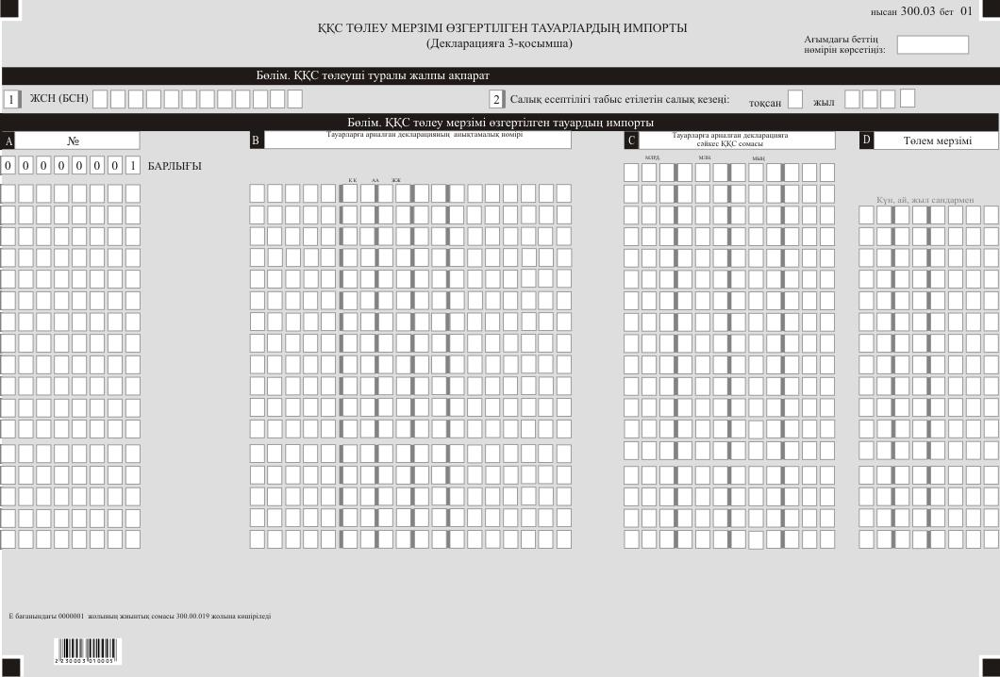 нысан 300.03 бет 01
ҚҚС ТӨЛЕУ МЕРЗІМІ ӨЗГЕРТІЛГЕН ТАУАРЛАРДЫҢ ИМПОРТЫ
(Декларацияға 3-қосымша)
Ағымдағы беттің
нөмірін көрсетіңіз:
Бөлім. ҚҚС төлеуші туралы жалпы ақпарат
1 ЖСН (БСН)
2 Салық есептілігі табыс етілетін салық кезеңі: тоқсан жыл
Бөлім. ҚҚС төлеу мерзімі өзгертілген тауардың импорты
A №
B Тауарларға арналған декларацияның анықтамалық нөмірі
C Тауарларға арналған декларацияға
сәйкес ҚҚС сомасы
D Төлем мерзімі
0 0 0 0 0 0 0 1 БАРЛЫҒЫ
МЛРД. МЛН. МЫҢ
КК АА ЖЖ
Күн, ай, жыл сандармен
Е бағанындағы 0000001 жолының жиынтық сомасы 300.00.019 жолына көшіріледі
2 230003 010005